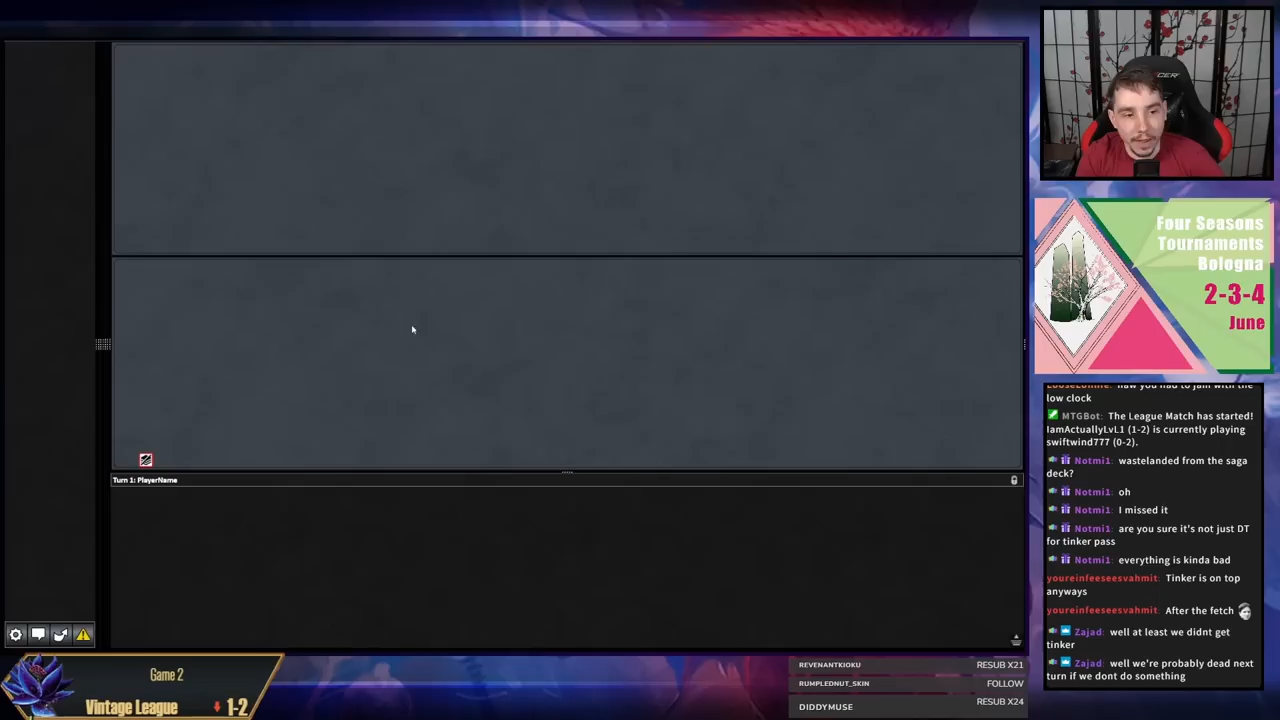 ACER
Four Seasons
Tournaments
Bologna
2-3-4
June
naw you had to jam with the
low clock
MTGBot: The League Match has started!
IamActuallyLvL1 (1-2) is currently playing
swiftwind777 (0-2).
Notmi1: wastelanded from the saga
deck?
Notmi1: oh
Notmi1: I missed it
Notmi1: are you sure it's not just DT
for tinker pass
Notmi1: everything is kinda bad
youreinfeeseesvahmit: Tinker is on top
anyways
youreinfeeseesvahmit: After the fetch
Zajad: well at least we didnt get
tinker
Zajad: well we're probably dead next
turn if we dont do something
Turn 1: PlayerName
Game 2
Vintage League 1-2
REVENANTKIOKU RESUB X21
RUMPLEDNUT_SKIN FOLLOW
DIDDYMUSE RESUB X24